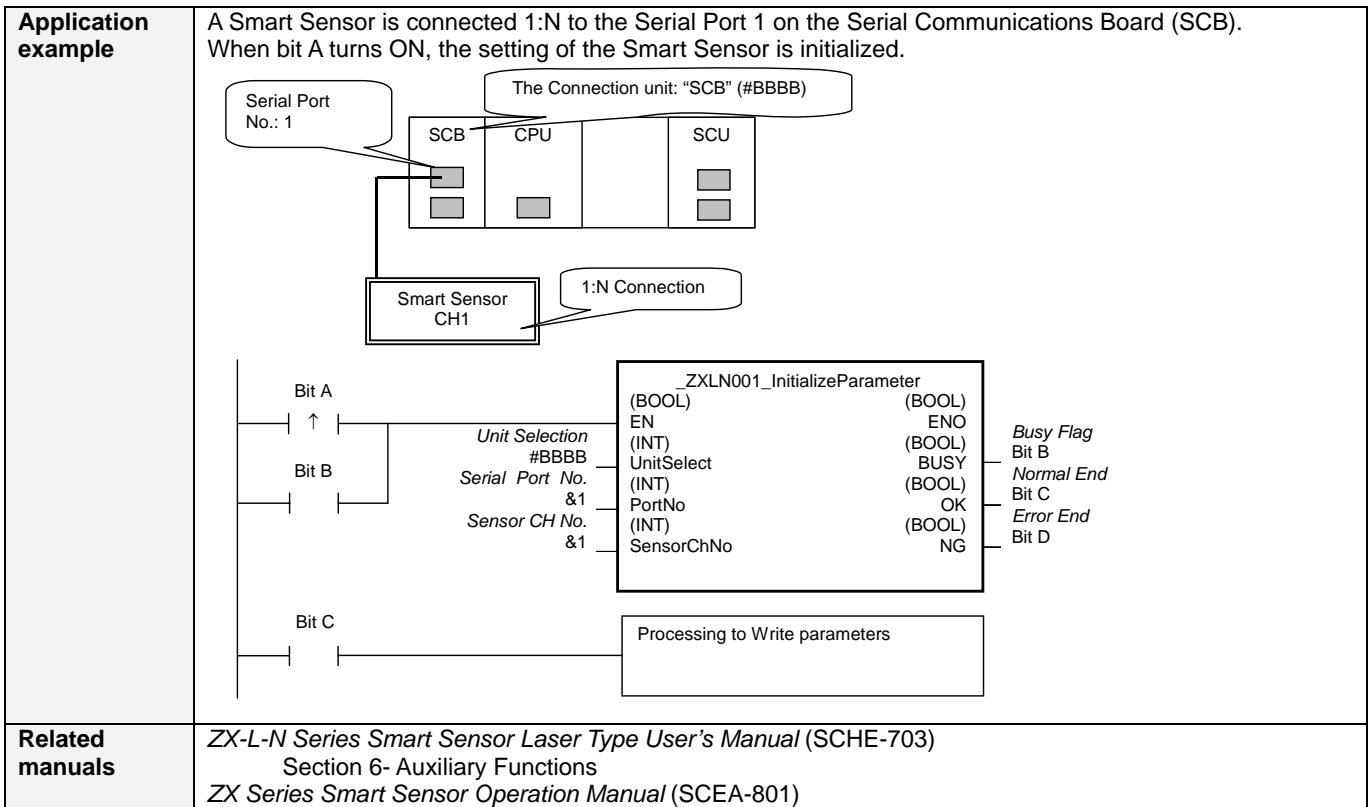 Application example
A Smart Sensor is connected 1:N to the Serial Port 1 on the Serial Communications Board (SCB).
When bit A turns ON, the setting of the Smart Sensor is initialized.
Serial Port
No.: 1
The Connection unit: “SCB” (#BBBB)
SCB
CPU
SCU
Smart Sensor
CH1
1:N Connection
Bit A
↑
Bit B
_ZXLN001_InitializeParameter
(BOOL) (BOOL)
EN ENO
Unit Selection
#BBBB
(INT) (BOOL)
UnitSelect BUSY
Busy Flag
Bit B
Serial Port No.
&1
(INT) (BOOL)
PortNo OK
Normal End
Bit C
Sensor CH No.
&1
(INT) (BOOL)
SensorChNo NG
Error End
Bit D
Bit C
Processing to Write parameters
Related manuals
ZX-L-N Series Smart Sensor Laser Type User’s Manual (SCHE-703)
Section 6- Auxiliary Functions
ZX Series Smart Sensor Operation Manual (SCEA-801)